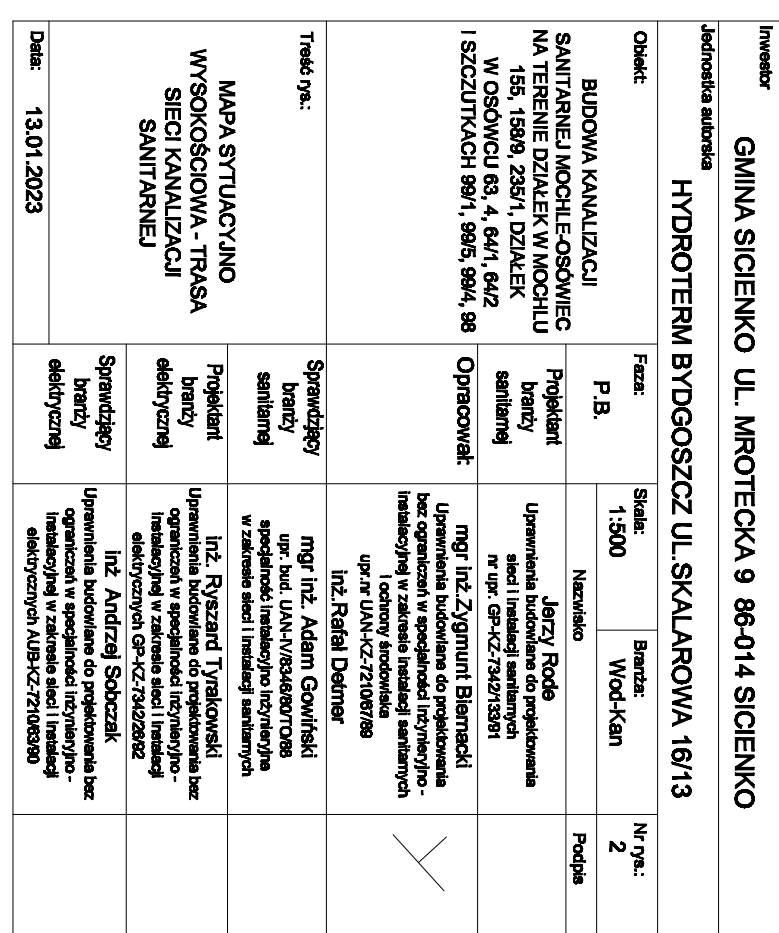 Inwestor
GMINA SICIENKO UL. MROTECKA 9 86-014 SICIENKO
Jednostka autorska
HYDROTERM BYDGOSZCZ UL.SKALAROWA 16/13
Obiekt:
BUDOWA KANALIZACJI
SANITARNEJ MOCHLE-OSÓWIEC
NA TERENIE DZIAŁEK W MOCHLU
155, 158/9, 235/1, DZIAŁEK
W OSÓWCU 63, 4, 64/1, 64/2
I SZCZUTKACH 99/1, 99/5, 99/4, 98
Faza:
P.B.
Skala:
1:500
Branża:
Wod-Kan
Nr rys.:
2
Nazwisko
Podpis
Projektant
branży
sanitarnej
Jerzy Rode
Uprawnienia budowlane do projektowania
sieci i instalacji sanitarnych
nr upr. GP-KZ-7342/133/91
Opracował:
mgr inż.Zygmunt Biernacki
Uprawnienia budowlane do projektowania
bez ograniczeń w specjalności inżynieryjno -
instalacyjnej w zakresie instalacji sanitarnych
i ochrony środowiska
upr.nr UAN-KZ-7210/67/89
inż.Rafał Detmer
Treść rys.:
MAPA SYTUACYJNO
WYSOKOŚCIOWA - TRASA
SIECI KANALIZACJI
SANITARNEJ
Sprawdzający
branży
sanitarnej
mgr inż. Adam Gowiński
upr. bud. UAN-IV/8346/80/TO/88
specjalność instalacyjno inżynieryjna
w zakresie sieci i instalacji sanitarnych
Projektant
branży
elektrycznej
inż. Ryszard Tyrakowski
Uprawnienia budowlane do projektowania bez
ograniczeń w specjalności inżynieryjno -
instalacyjnej w zakresie sieci i instalacji
elektrycznych GP-KZ-7342/26/92
Data: 13.01.2023
Sprawdzający
branży
elektrycznej
inż Andrzej Sobczak
Uprawnienia budowlane do projektowania bez
ograniczeń w specjalności inżynieryjno -
instalacyjnej w zakresie sieci i instalacji
elektrycznych AUB-KZ-7210/63/90